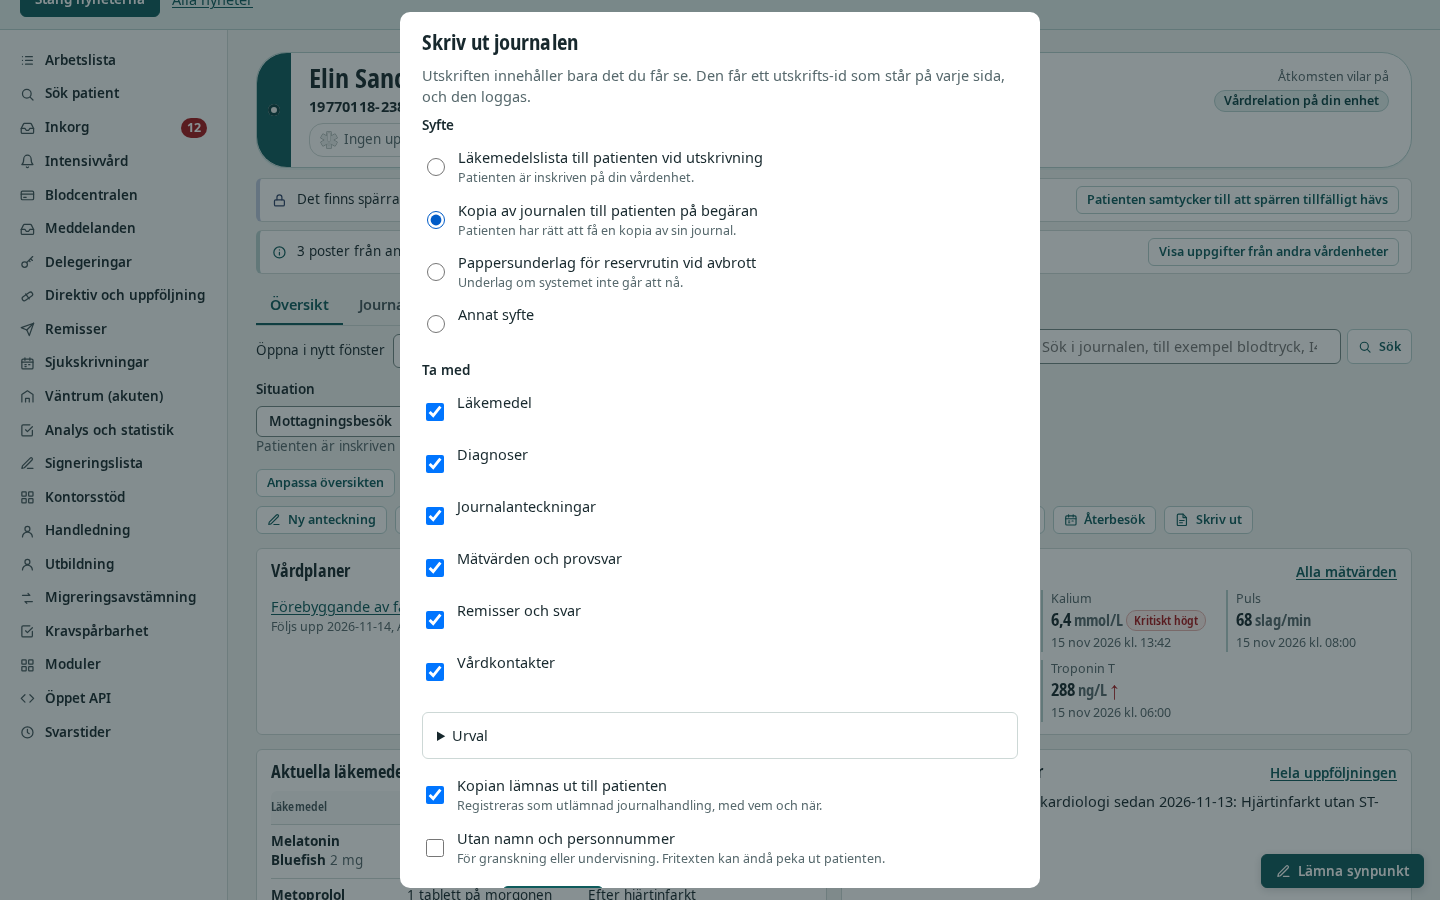 Stäng nyheterna
Alla nyheter
Arbetslista
Sök patient
Inkorg
12
Intensivvård
Blodcentralen
Meddelanden
Delegeringar
Direktiv och uppföljning
Remisser
Sjukskrivningar
Väntrum (akuten)
Analys och statistik
Signeringslista
Kontorsstöd
Handledning
Utbildning
Migreringsavstämning
Kravspårbarhet
Moduler
Öppet API
Svarstider
Elin Sand
19770118-238
Ingen up
Det finns spärra
3 poster från an
Översikt
Journa
Öppna i nytt fönster
Situation
Mottagningsbesök
Patienten är inskriven
Anpassa översikten
Ny anteckning
Vårdplaner
Förebyggande av fa
Följs upp 2026-11-14, A
Aktuella läkemede
Läkemedel
Melatonin
Bluefish 2 mg
Metoprolol
1 tablett på morgonen
Efter hjärtinfarkt
Skriv ut journalen
Utskriften innehåller bara det du får se. Den får ett utskrifts-id som står på varje sida,
och den loggas.
Syfte
Läkemedelslista till patienten vid utskrivning
Patienten är inskriven på din vårdenhet.
Kopia av journalen till patienten på begäran
Patienten har rätt att få en kopia av sin journal.
Pappersunderlag för reservrutin vid avbrott
Underlag om systemet inte går att nå.
Annat syfte
Ta med
Läkemedel
Diagnoser
Journalanteckningar
Mätvärden och provsvar
Remisser och svar
Vårdkontakter
Urval
Kopian lämnas ut till patienten
Registreras som utlämnad journalhandling, med vem och när.
Utan namn och personnummer
För granskning eller undervisning. Fritexten kan ändå peka ut patienten.
Åtkomsten vilar på
Vårdrelation på din enhet
Patienten samtycker till att spärren tillfälligt hävs
Visa uppgifter från andra vårdenheter
Sök i journalen, till exempel blodtryck, I
Sök
Återbesök
Skriv ut
Alla mätvärden
Kalium
6,4 mmol/L Kritiskt högt
15 nov 2026 kl. 13:42
Puls
68 slag/min
15 nov 2026 kl. 08:00
Troponin T
288 ng/L ↑
15 nov 2026 kl. 06:00
Hela uppföljningen
kardiologi sedan 2026-11-13: Hjärtinfarkt utan ST-
Lämna synpunkt